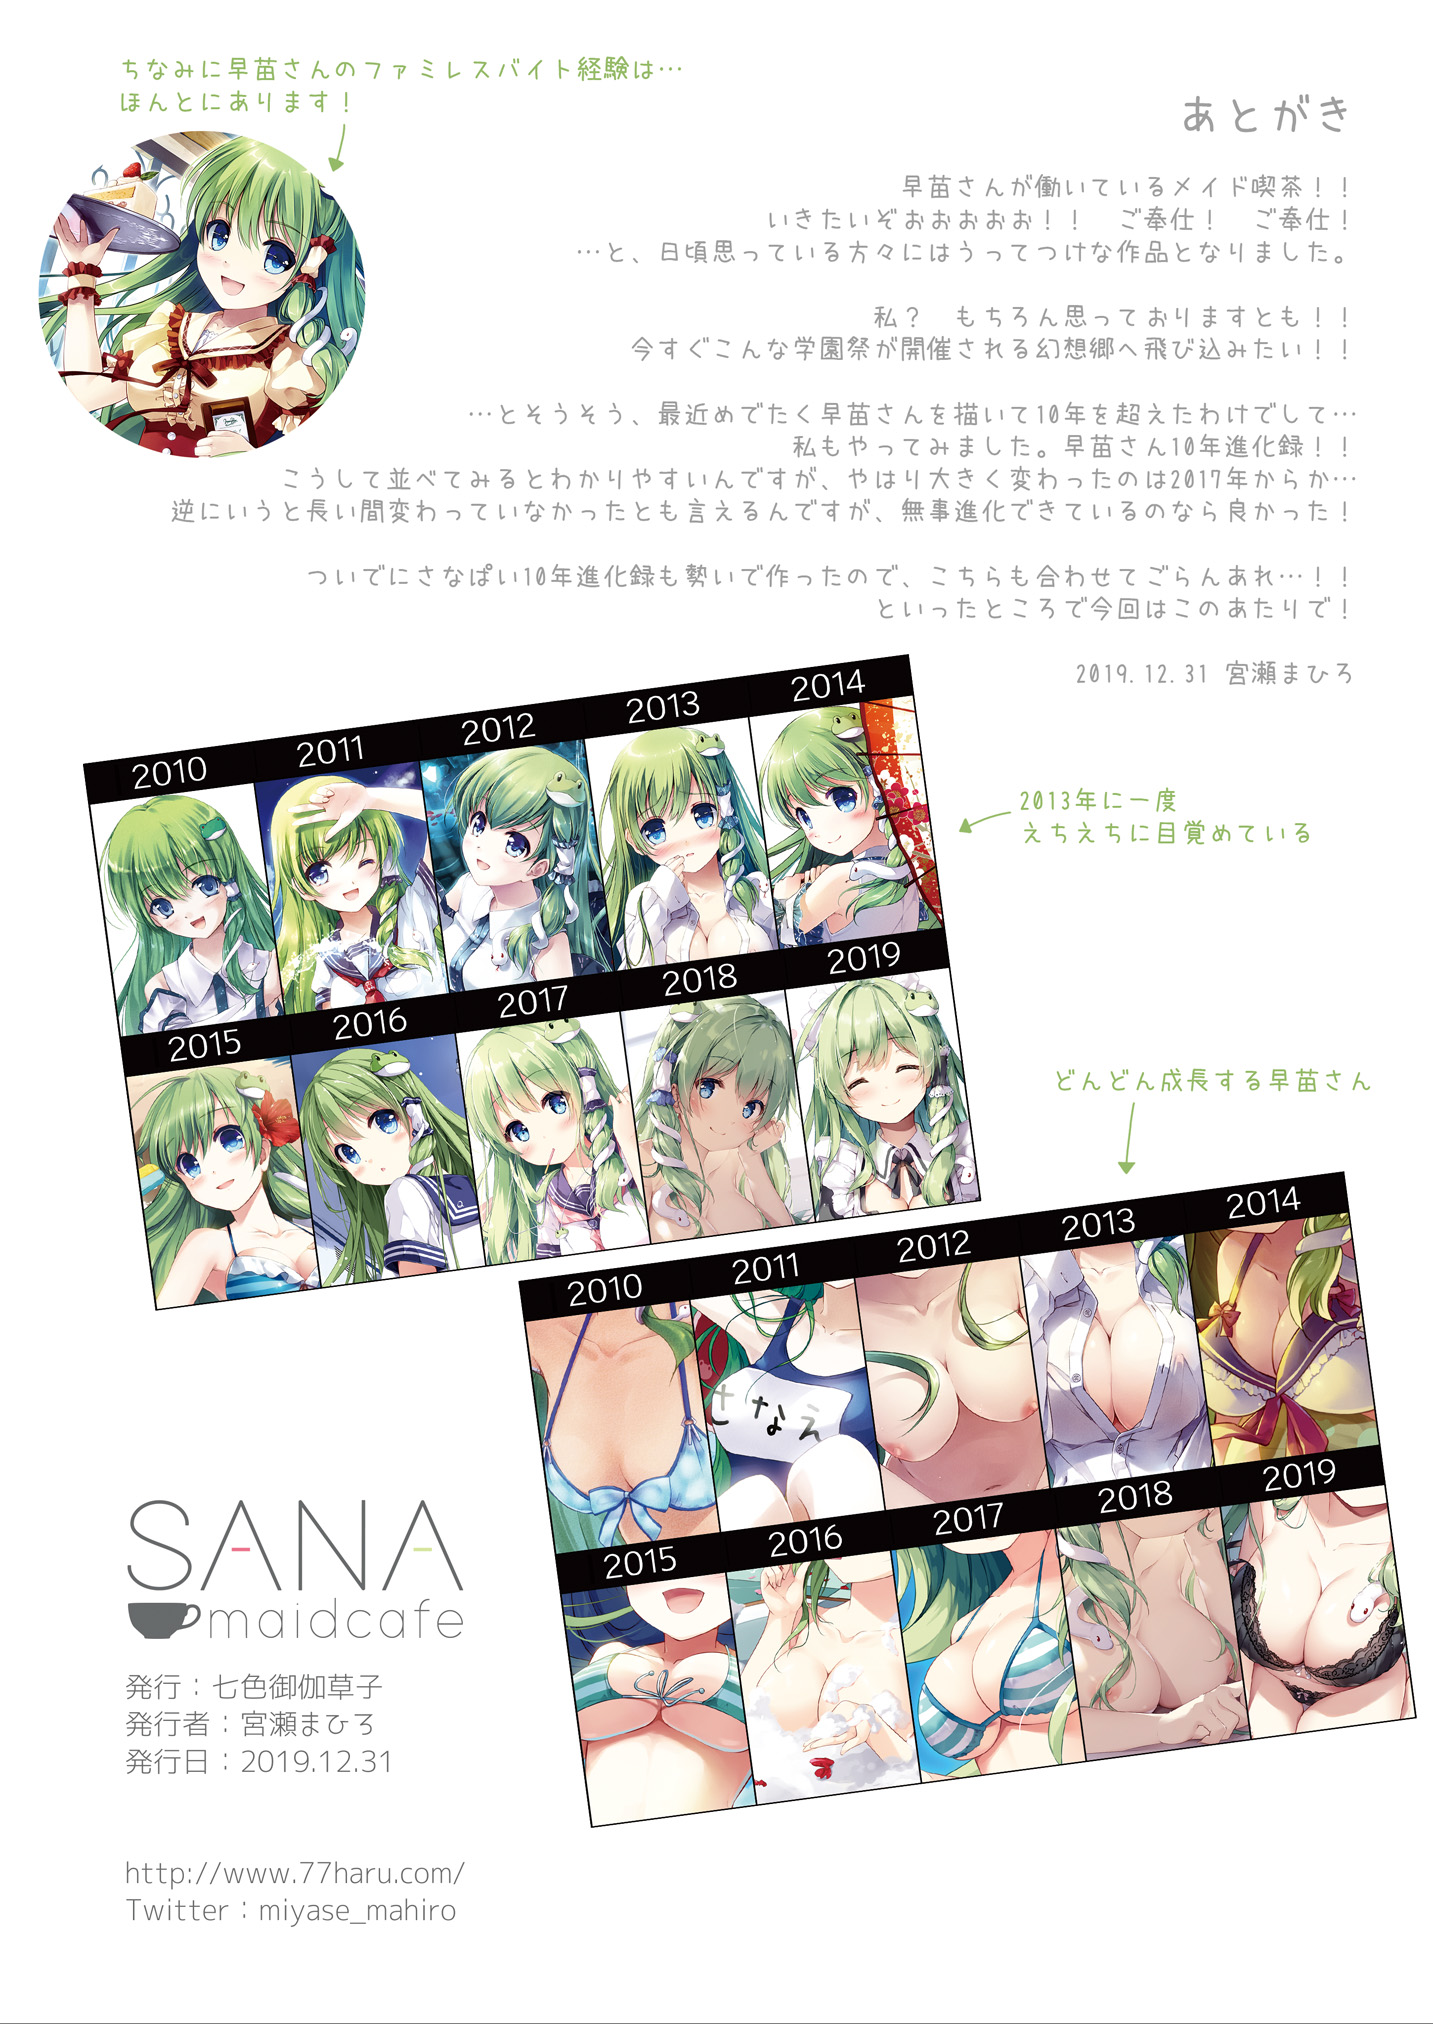 ちなみに早苗さんのファミレスバイト経験は…
ほんとにあります！
あとがき
早苗さんが働いているメイド喫茶！！
いきたいぞおぉおぉお！！　ご奉仕！　ご奉仕！
…と、日頃思っている方々にはうってつけな作品となりました。
私？　もちろん思っておりますとも！！
今すぐこんな学園祭が開催される幻想郷へ飛び込みたい！！
…とそうそう、最近めでたく早苗さんを描いて10年を超えたわけでして…
私もやってみました。早苗さん10年進化録！！
こうして並べてみるとわかりやすいんですが、やはり大きく変わったのは2017年からか…
逆にいうと長い間変わっていなかったとも言えるんですが、無事進化できているのなら良かった！
ついでにさなぱい10年進化録も勢いで作ったので、こちらも合わせてごらんあれ…！！
といったところで今回はこのあたりで！
2019.12.31 宮瀬まひろ
2010 2011 2012 2013 2014
2013年に一度
えちえちに目覚めている
2015 2016 2017 2018 2019
どんどん成長する早苗さん
2010 2011 2012 2013 2014
さなえ
2015 2016 2017 2018 2019
SANA
maidcafe
発行：七色御伽草子
発行者：宮瀬まひろ
発行日：2019.12.31
http://www.77haru.com/
Twitter：miyase_mahiro